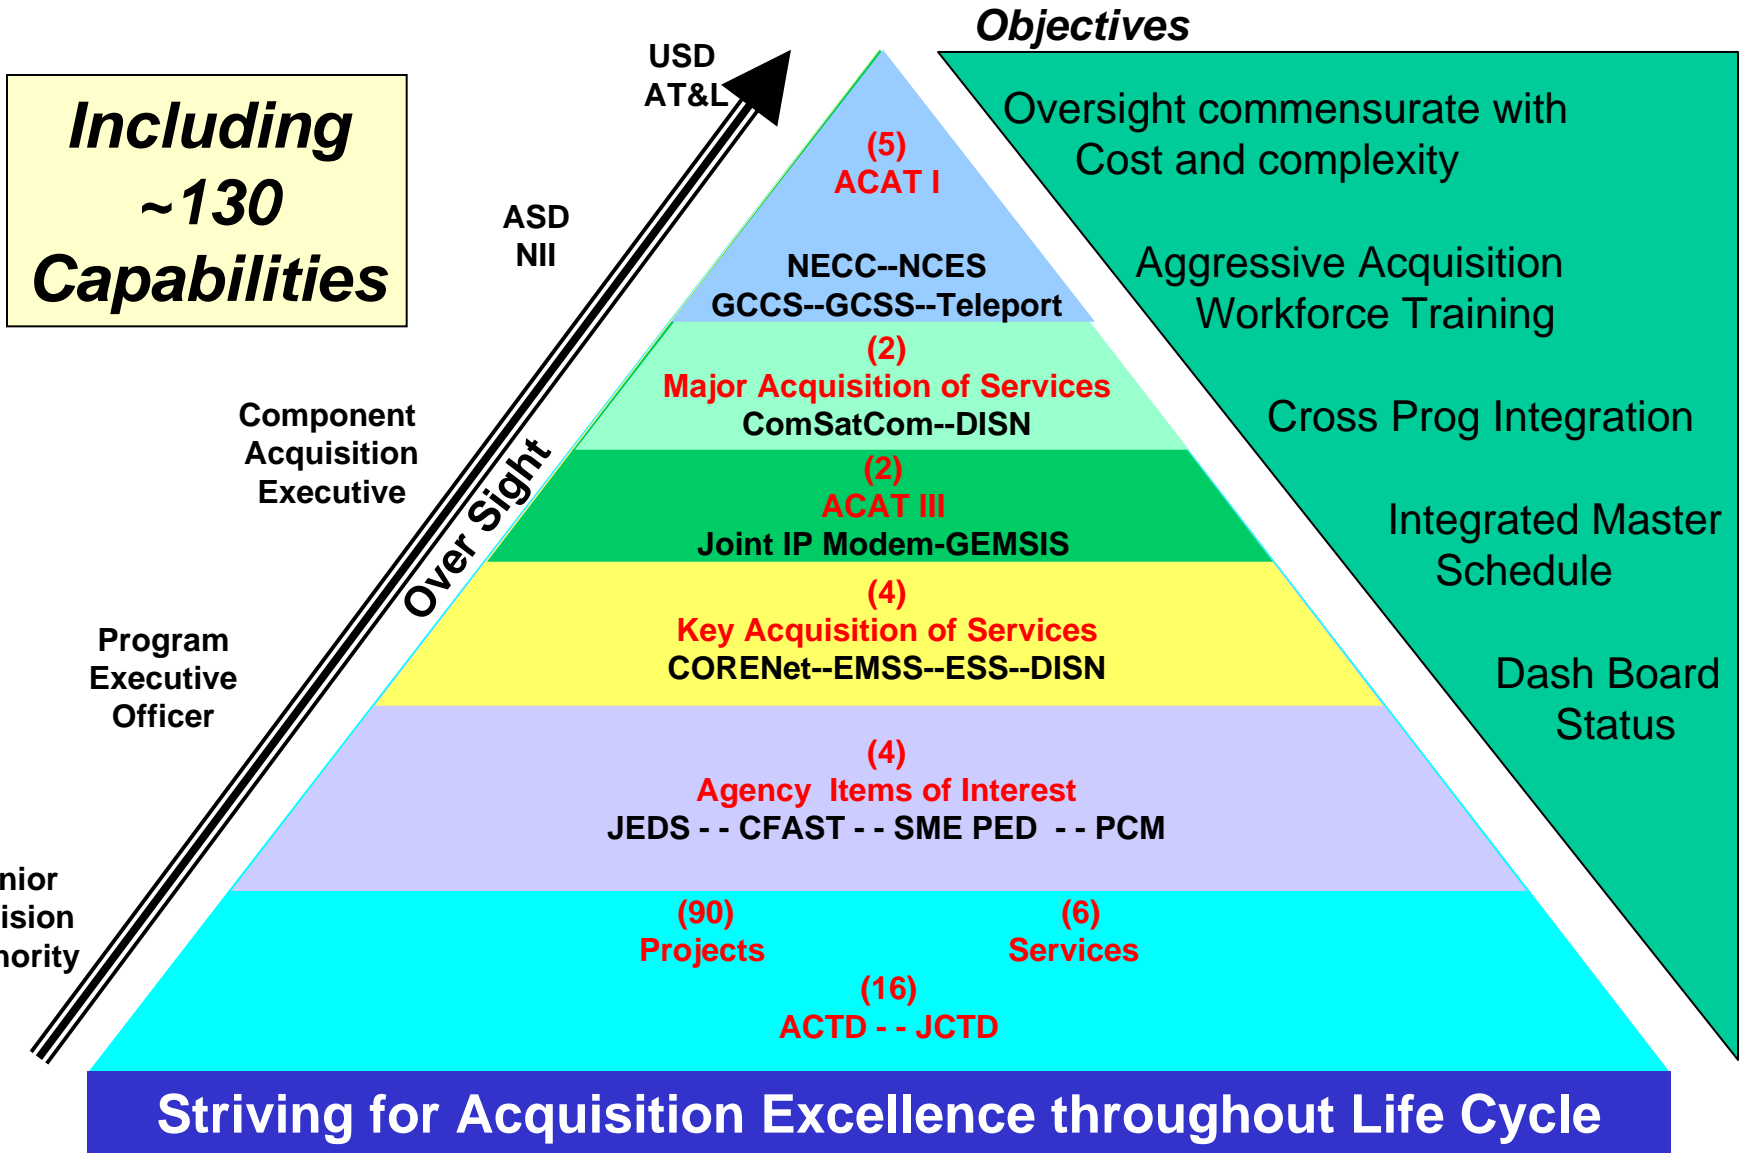 Objectives
Including
~130
Capabilities
USD
AT&L
ASD
NII
Component
Acquisition
Executive
Program
Executive
Officer
nior
ision
hority
Over Sight
(5)
ACAT I
NECC--NCES
GCCS--GCSS--Teleport
(2)
Major Acquisition of Services
ComSatCom--DISN
(2)
ACAT III
Joint IP Modem-GEMSIS
(4)
Key Acquisition of Services
CORENet--EMSS--ESS--DISN
(4)
Agency Items of Interest
JEDS - - CFAST - - SME PED - - PCM
(90)
Projects
(6)
Services
(16)
ACTD - - JCTD
Oversight commensurate with
Cost and complexity
Aggressive Acquisition
Workforce Training
Cross Prog Integration
Integrated Master
Schedule
Dash Board
Status
Striving for Acquisition Excellence throughout Life Cycle